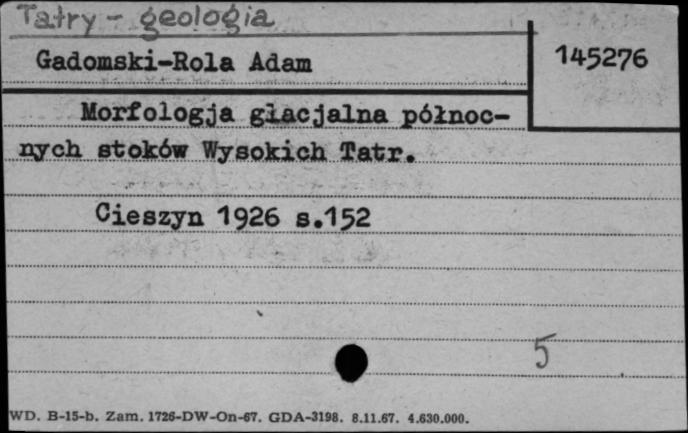 Tatry - geologia
Gadomski-Rola Adam
145276
Morfologja glacjalna północ-
nych stoków Wysokich Tatr.
Cieszyn 1926 s.152
5
WD. B-15-b. Zam. 1726-DW-On-67. GDA-3198. 8.11.67. 4.630.000.